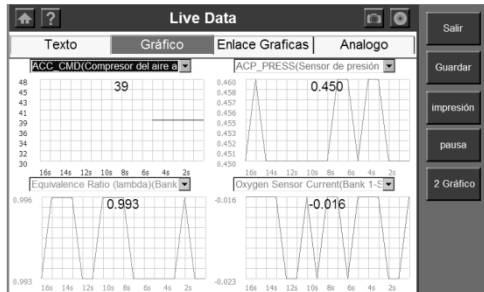 Live Data
Salir
Texto Gráfico Enlace Graficas Analogo
Guardar
impresión
pausa
2 Gráfico
ACC_CMD(Compresor del aire a
39
48
45
43
41
39
36
34
32
30
16s 14s 12s 10s 8s 6s 4s 2s
ACP_PRESS(Sensor de presión
0.450
0.460
0.458
0.457
0.456
0.455
0.453
0.452
0.451
0.450
16s 14s 12s 10s 8s 6s 4s 2s
Equivalence Ratio (lambda)(Bank
0.993
0.996
0.993
16s 14s 12s 10s 8s 6s 4s 2s
Oxygen Sensor Current(Bank 1-S
-0.016
-0.016
-0.023
16s 14s 12s 10s 8s 6s 4s 2s